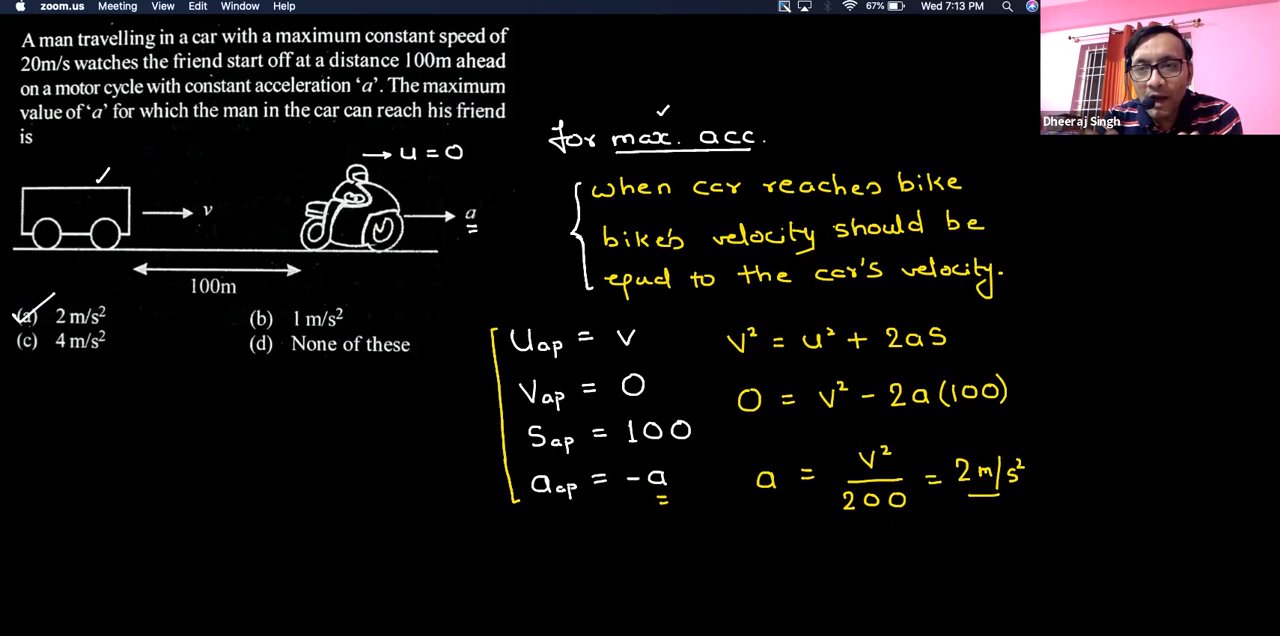 zoom.us Meeting View Edit Window Help
67% Wed 7:13 PM
A man travelling in a car with a maximum constant speed of
20m/s watches the friend start off at a distance 100m ahead
on a motor cycle with constant acceleration ‘a’. The maximum
value of ‘a’ for which the man in the car can reach his friend
is
→ u = 0
v
a
100m
(a) 2 m/s²
(b) 1 m/s²
(c) 4 m/s²
(d) None of these
for max. acc.
when car reaches bike
bike's velocity should be
equal to the car's velocity.
Uap = v
Vap = 0
Sap = 100
aap = -a
v² = u² + 2as
0 = v² - 2a(100)
a = v²/200 = 2m/s²
Dheeraj Singh